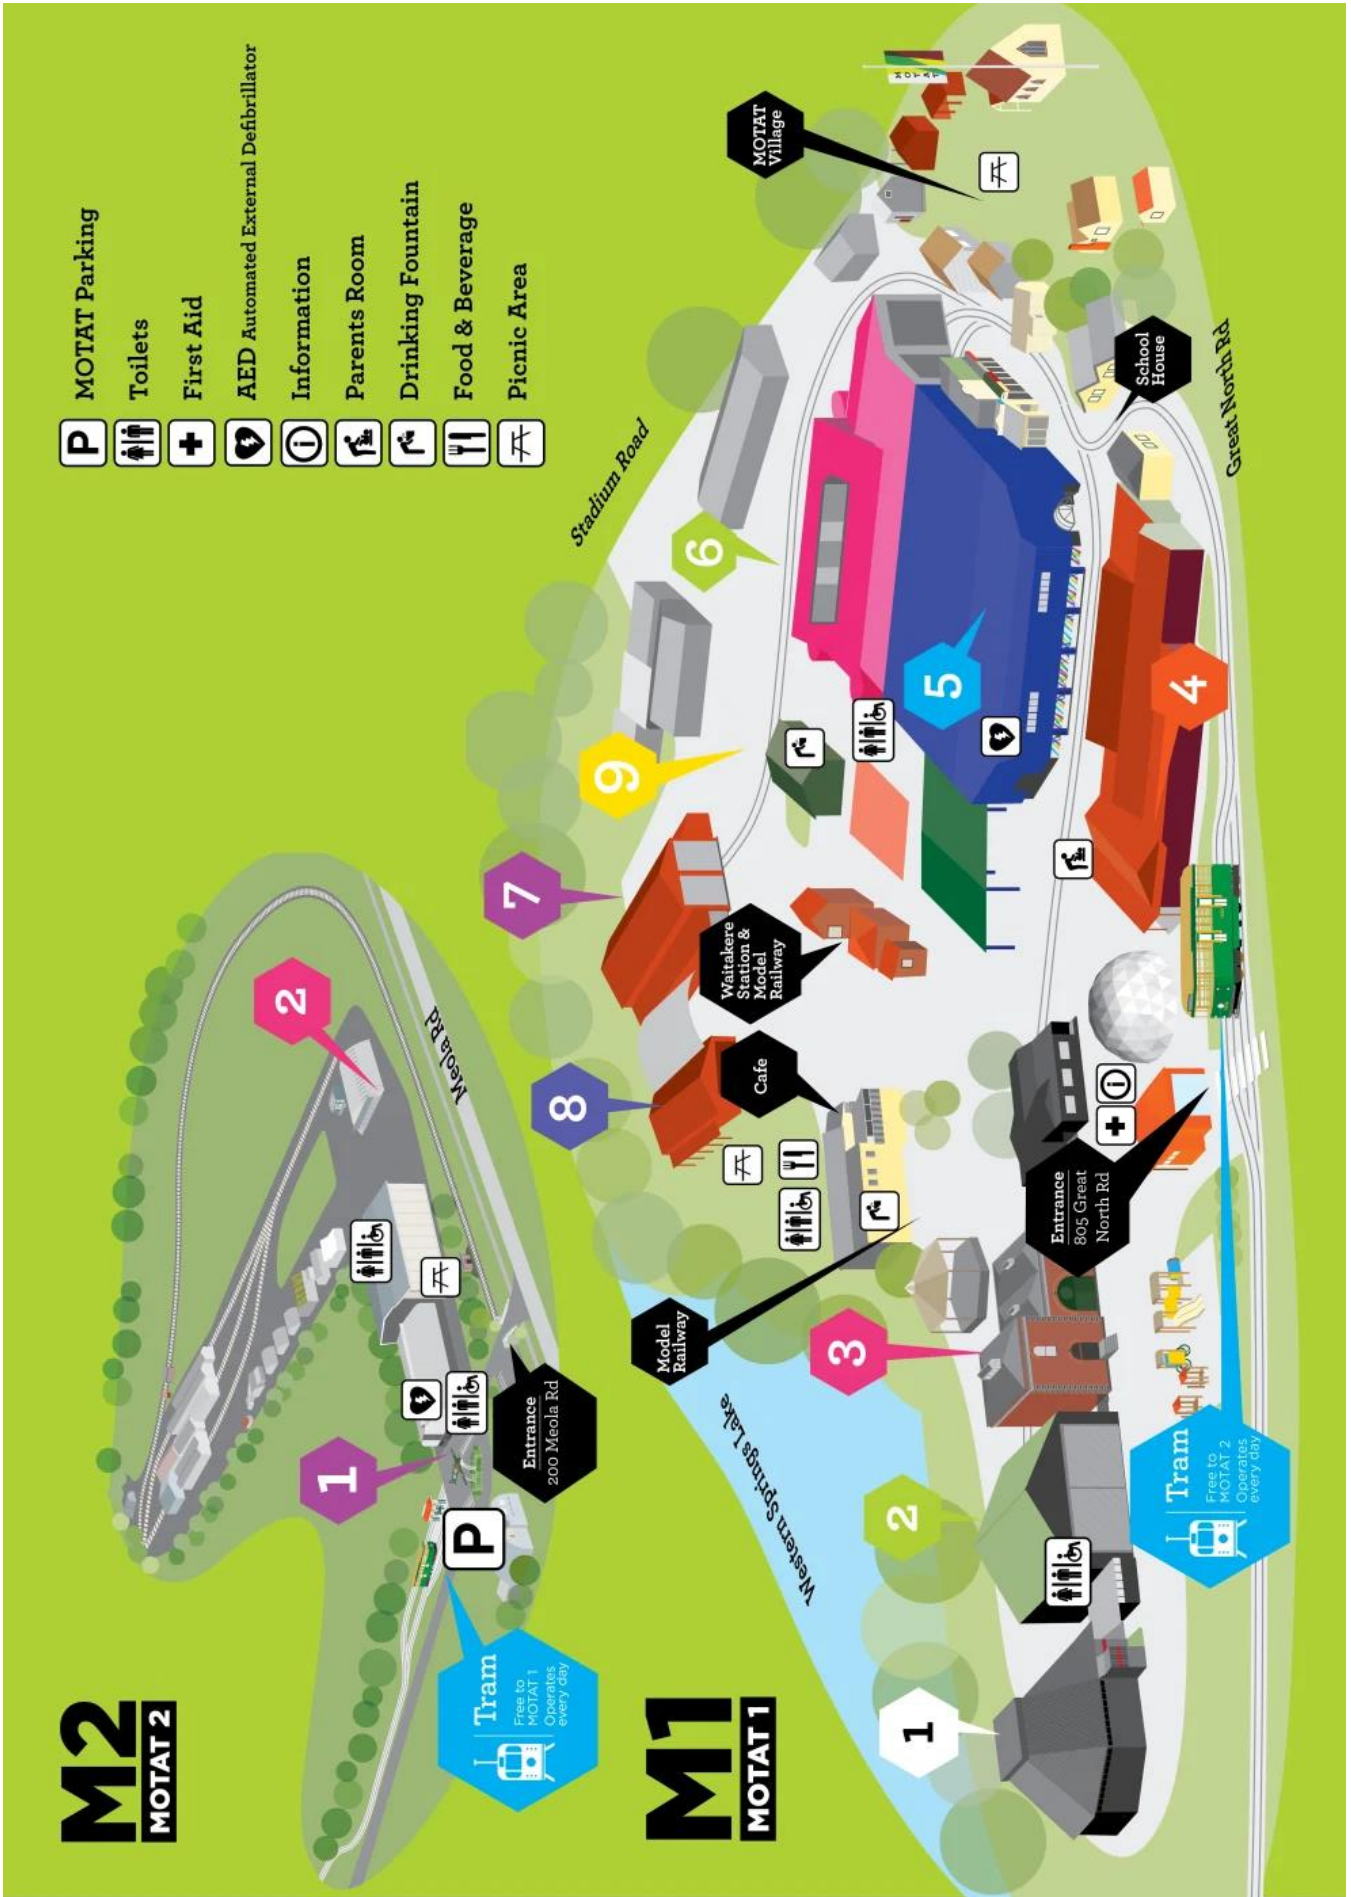 M2
MOTAT 2
P
MOTAT Parking
Toilets
First Aid
AED Automated External Defibrillator
Information
Parents Room
Drinking Fountain
Food & Beverage
Picnic Area
Tram
Free to
MOTAT 1
Operates
every day
P
1
Entrance
200 Meola Rd
2
Meola Rd
M1
MOTAT 1
1
2
3
Western Springs Lake
Model
Railway
Cafe
8
7
Waitakere
Station &
Model
Railway
9
6
Stadium Road
5
4
MOTAT
Village
MOTAT
School
House
Great North Rd.
Entrance
805 Great
North Rd
Tram
Free to
MOTAT 2
Operates
every day